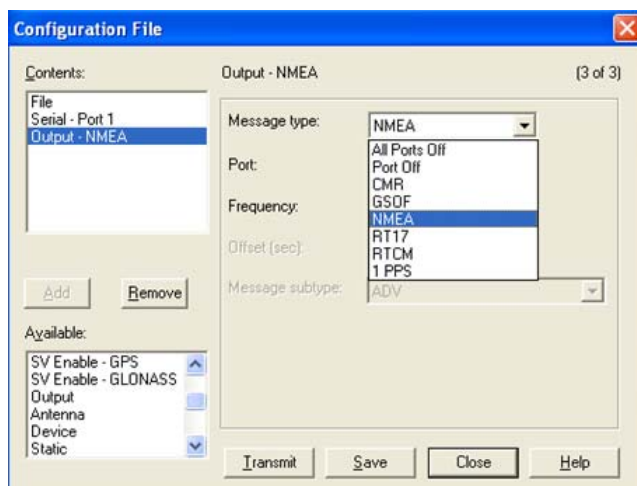 Configuration File
Contents:
File
Serial - Port 1
Output - NMEA
Add
Remove
Available:
SV Enable - GPS
SV Enable - GLONASS
Output
Antenna
Device
Static
Output - NMEA
(3 of 3)
Message type:
NMEA
All Ports Off
Port Off
CMR
GSOF
NMEA
RT17
RTCM
1 PPS
Port:
Frequency:
Offset (sec):
Message subtype:
ADV
Transmit
Save
Close
Help